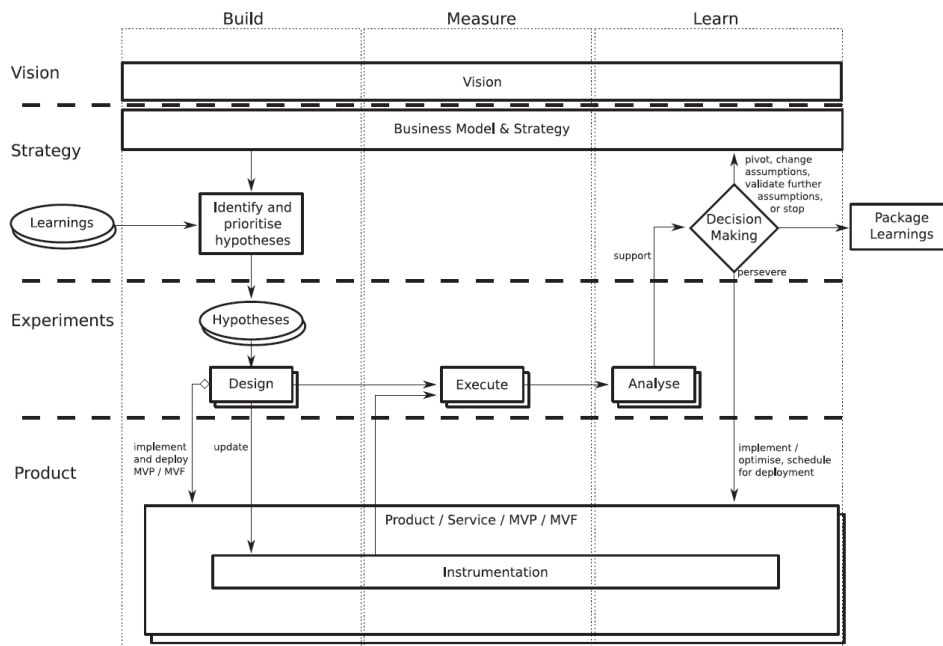 Build
Measure
Learn
Vision
Vision
Business Model & Strategy
Strategy
pivot, change
assumptions,
validate further
assumptions,
or stop
Learnings
Identify and
prioritise
hypotheses
Decision
Making
Package
Learnings
support
persevere
Experiments
Hypotheses
Design
Execute
Analyse
implement
and deploy
MVP / MVF
update
implement /
optimise, schedule
for deployment
Product
Product / Service / MVP / MVF
Instrumentation